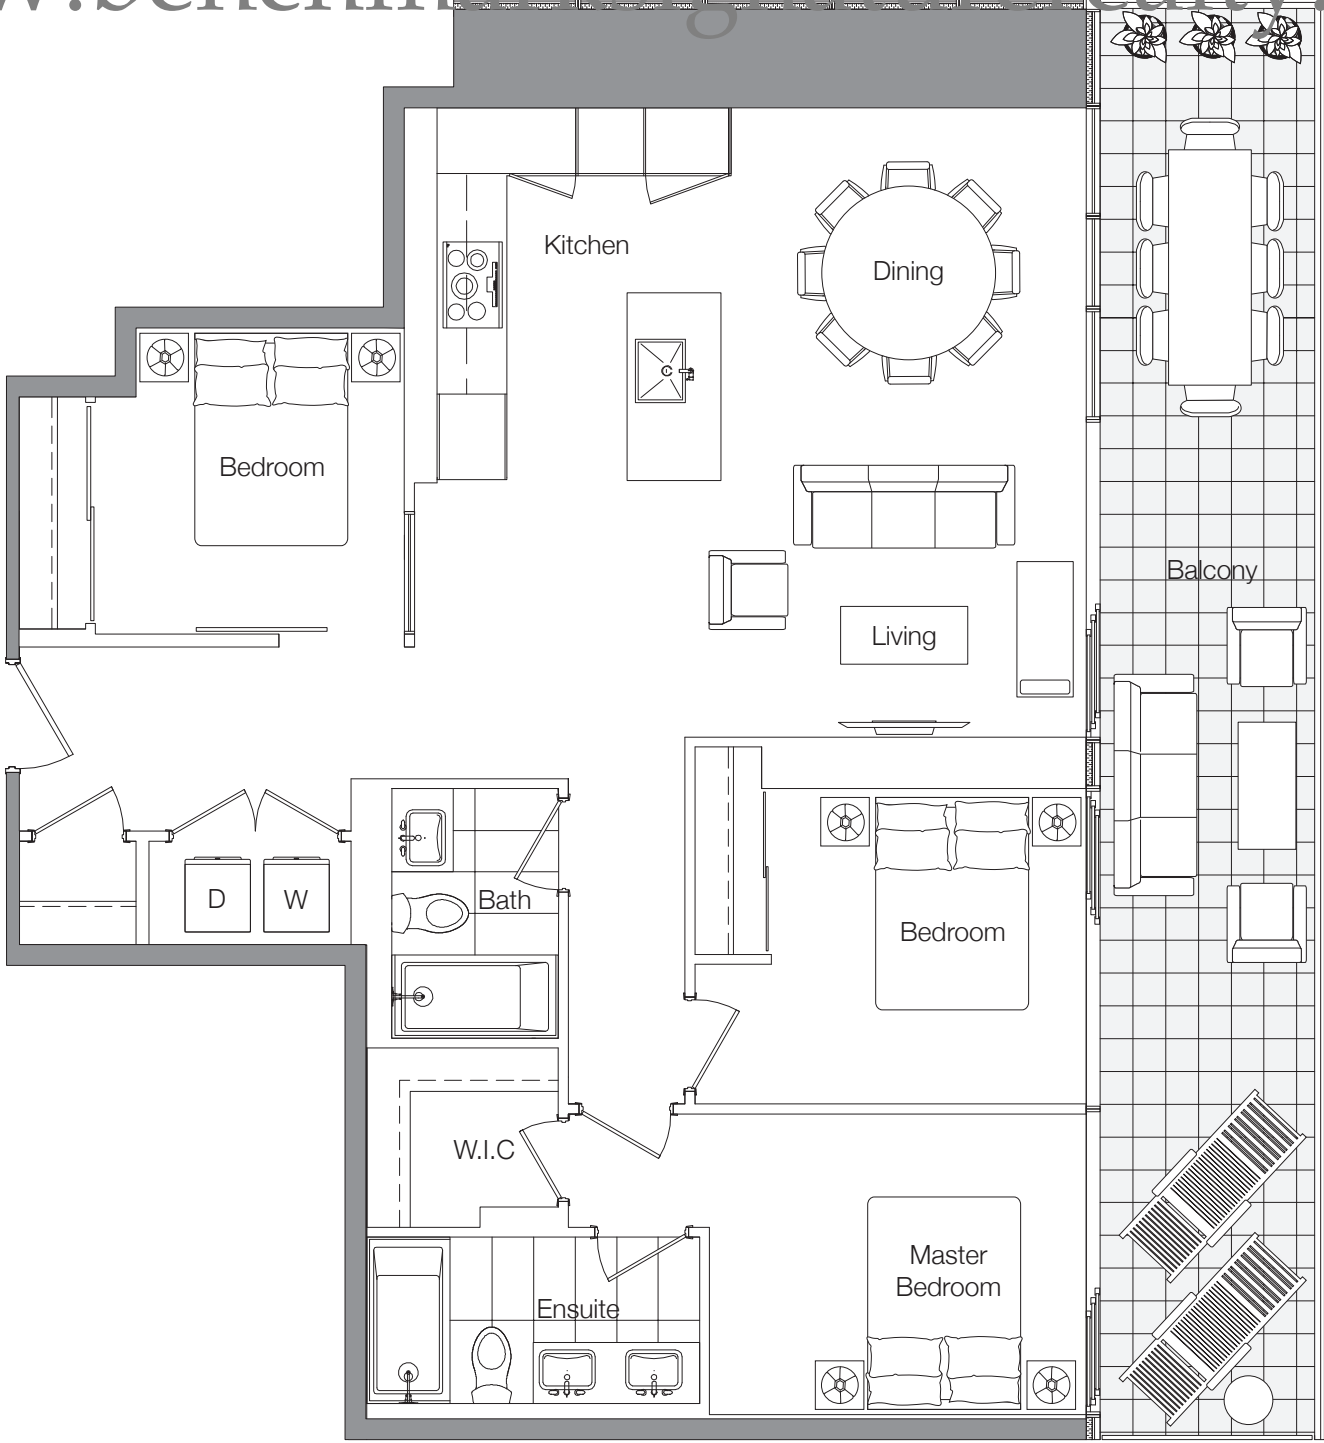 Kitchen
Dining
Bedroom
Balcony
Living
D
W
Bath
Bedroom
W.I.C
Master
Bedroom
Ensuite